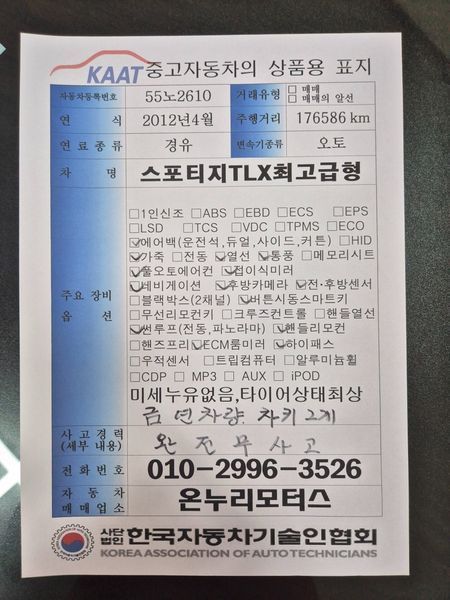 KAAT 중고자동차의 상품용 표지
자동차등록번호 55노2610 거래유형 □ 매매 □ 매매의 알선
연 식 2012년4월 주행거리 176586 km
연료종류 경유 변속기종류 오토
차 명 스포티지TLX최고급형
주요 장비 옵 션
□1인신조 □ABS □EBD □ECS □EPS
□LSD □TCS □VDC □TPMS □ECO
☑에어백(운전석,듀얼,사이드,커튼) □HID
☑가죽 □전동 ☑열선 ☑통풍 □메모리시트
☑풀오토에어컨 ☑접이식미러
☑네비게이션 ☑후방카메라 ☑전·후방센서
□블랙박스(2채널) ☑버튼시동스마트키
□무선리모컨키 □크루즈컨트롤 □핸들열선
☑썬루프(전동,파노라마) ☑핸들리모컨
□핸즈프리 ☑ECM룸미러 ☑하이패스
□우적센서 □트립컴퓨터 □알루미늄휠
□CDP □ MP3 □ AUX □ iPOD
미세누유없음,타이어상태최상
금연차량 차키 2개
사고경력 (세부 내용) 완전무사고
전화번호 010-2996-3526
자동차 매매업소 온누리모터스
사단법인 한국자동차기술인협회
KOREA ASSOCIATION OF AUTO TECHNICIANS